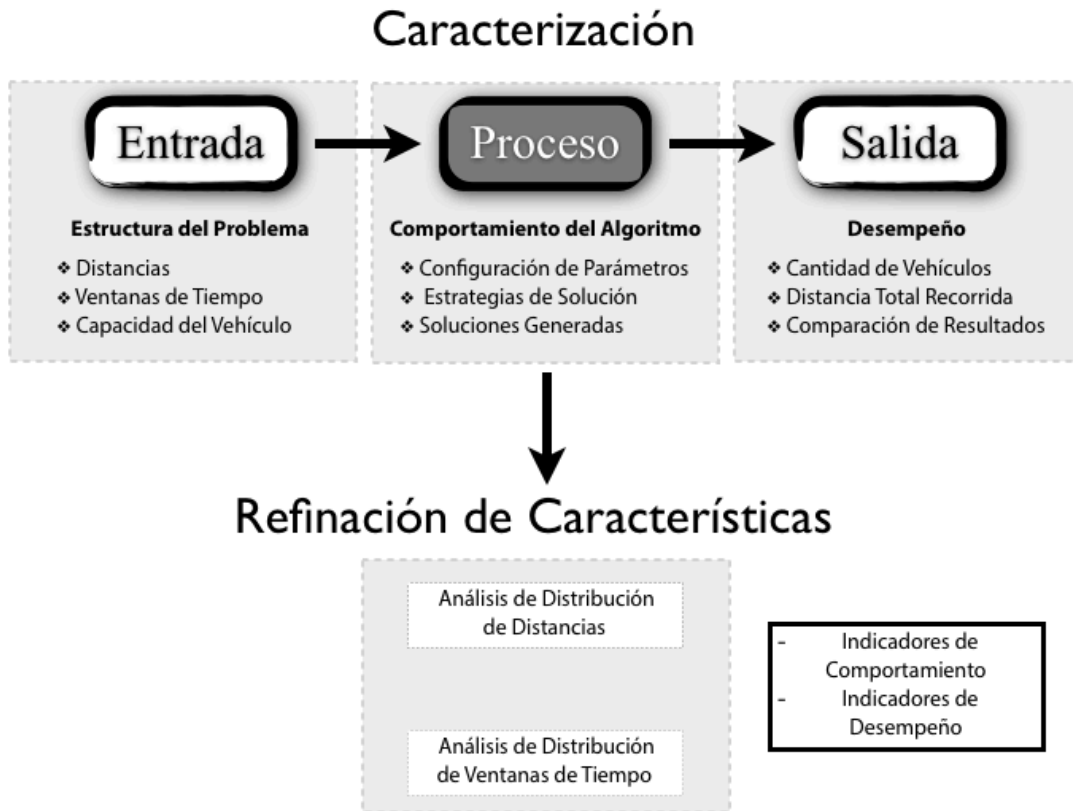 Caracterización
Entrada
Proceso
Salida
Estructura del Problema
❖ Distancias
❖ Ventanas de Tiempo
❖ Capacidad del Vehículo
Comportamiento del Algoritmo
❖ Configuración de Parámetros
❖ Estrategias de Solución
❖ Soluciones Generadas
Desempeño
❖ Cantidad de Vehículos
❖ Distancia Total Recorrida
❖ Comparación de Resultados
Refinación de Características
Análisis de Distribución
de Distancias
Análisis de Distribución
de Ventanas de Tiempo
- Indicadores de
Comportamiento
- Indicadores de
Desempeño